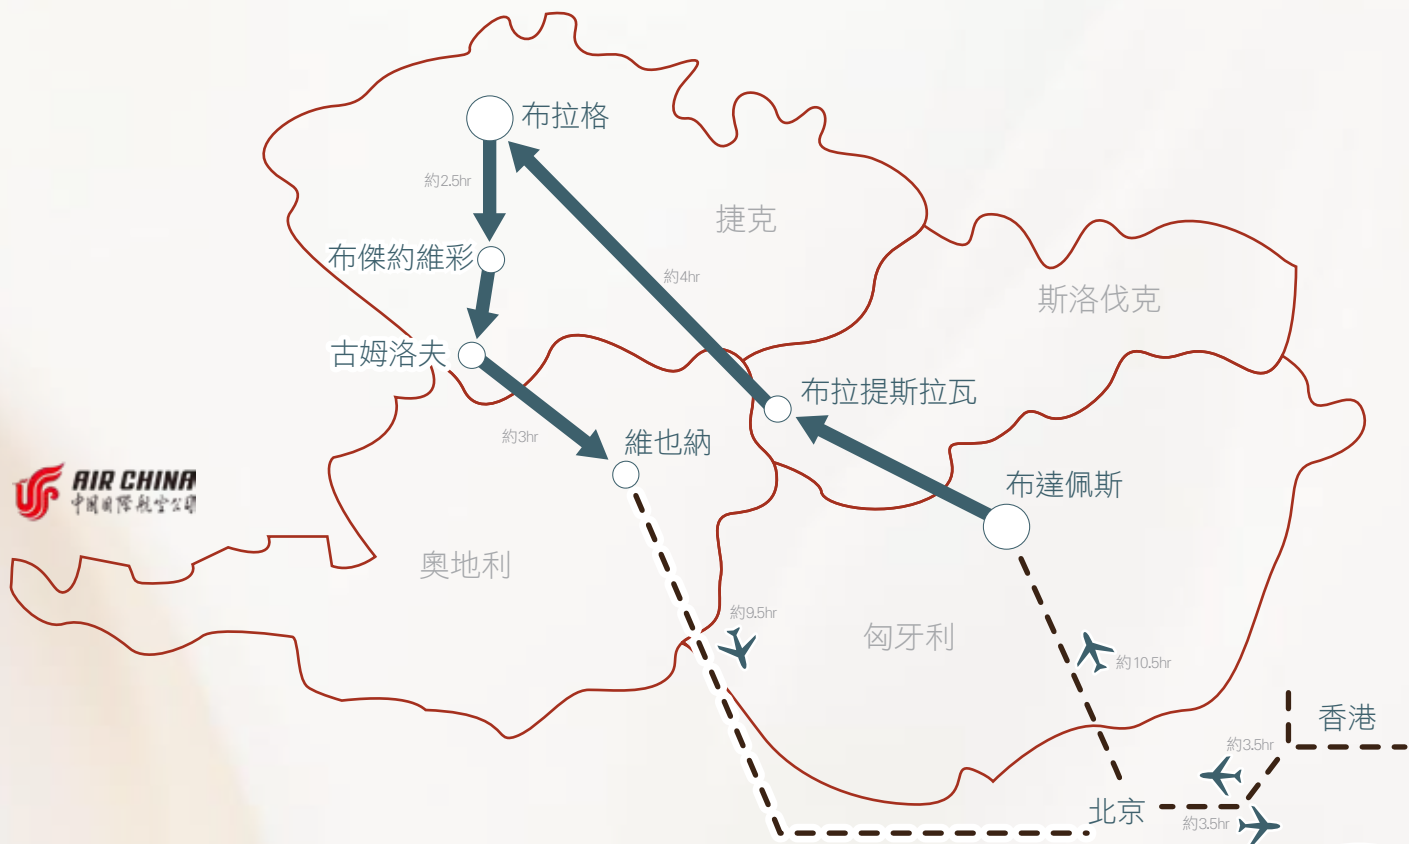 布拉格
約2.5hr
捷克
布傑約維彩
約4hr
斯洛伐克
古姆洛夫
布拉提斯拉瓦
約3hr
維也納
AIR CHINA
中国国际航空公司
布達佩斯
奧地利
約9.5hr
匈牙利
約10.5hr
香港
約3.5hr
北京
約3.5hr